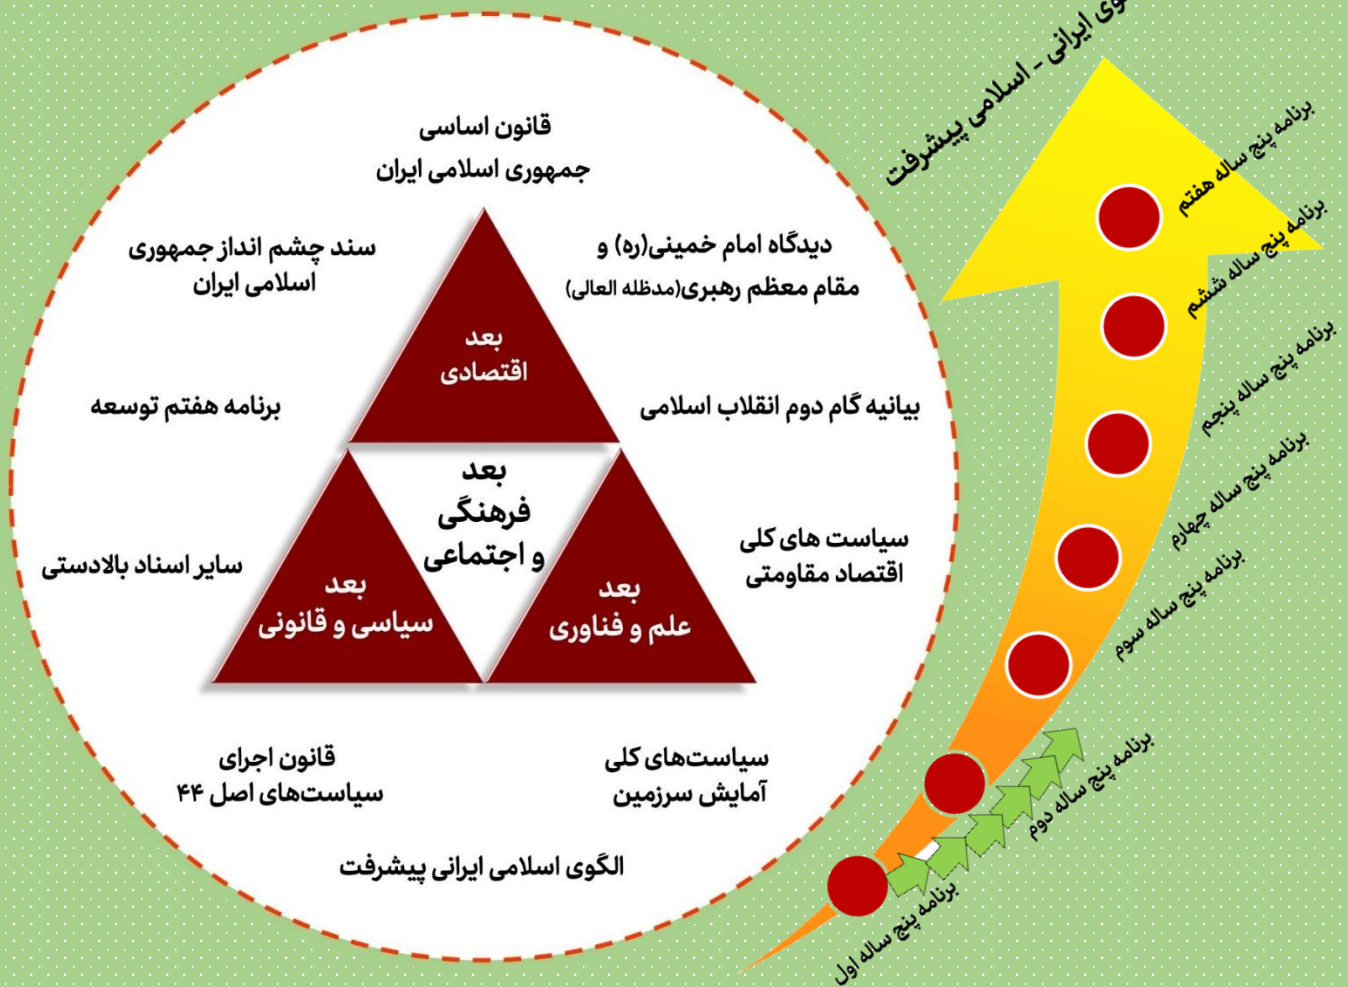 قانون اساسی
جمهوری اسلامی ایران
دیدگاه امام خمینی(ره) و
مقام معظم رهبری(مدظله العالی)
بیانیه گام دوم انقلاب اسلامی
سیاست های کلی
اقتصاد مقاومتی
سیاست‌های کلی
آمایش سرزمین
الگوی اسلامی ایرانی پیشرفت
قانون اجرای
سیاست‌های اصل ۴۴
سایر اسناد بالادستی
برنامه هفتم توسعه
سند چشم انداز جمهوری
اسلامی ایران
بعد
اقتصادی
بعد
فرهنگی
و اجتماعی
بعد
علم و فناوری
بعد
سیاسی و قانونی
ایرانی - اسلامی پیشرفت
برنامه پنج ساله هفتم
برنامه پنج ساله ششم
برنامه پنج ساله پنجم
برنامه پنج ساله چهارم
برنامه پنج ساله سوم
برنامه پنج ساله دوم
برنامه پنج ساله اول